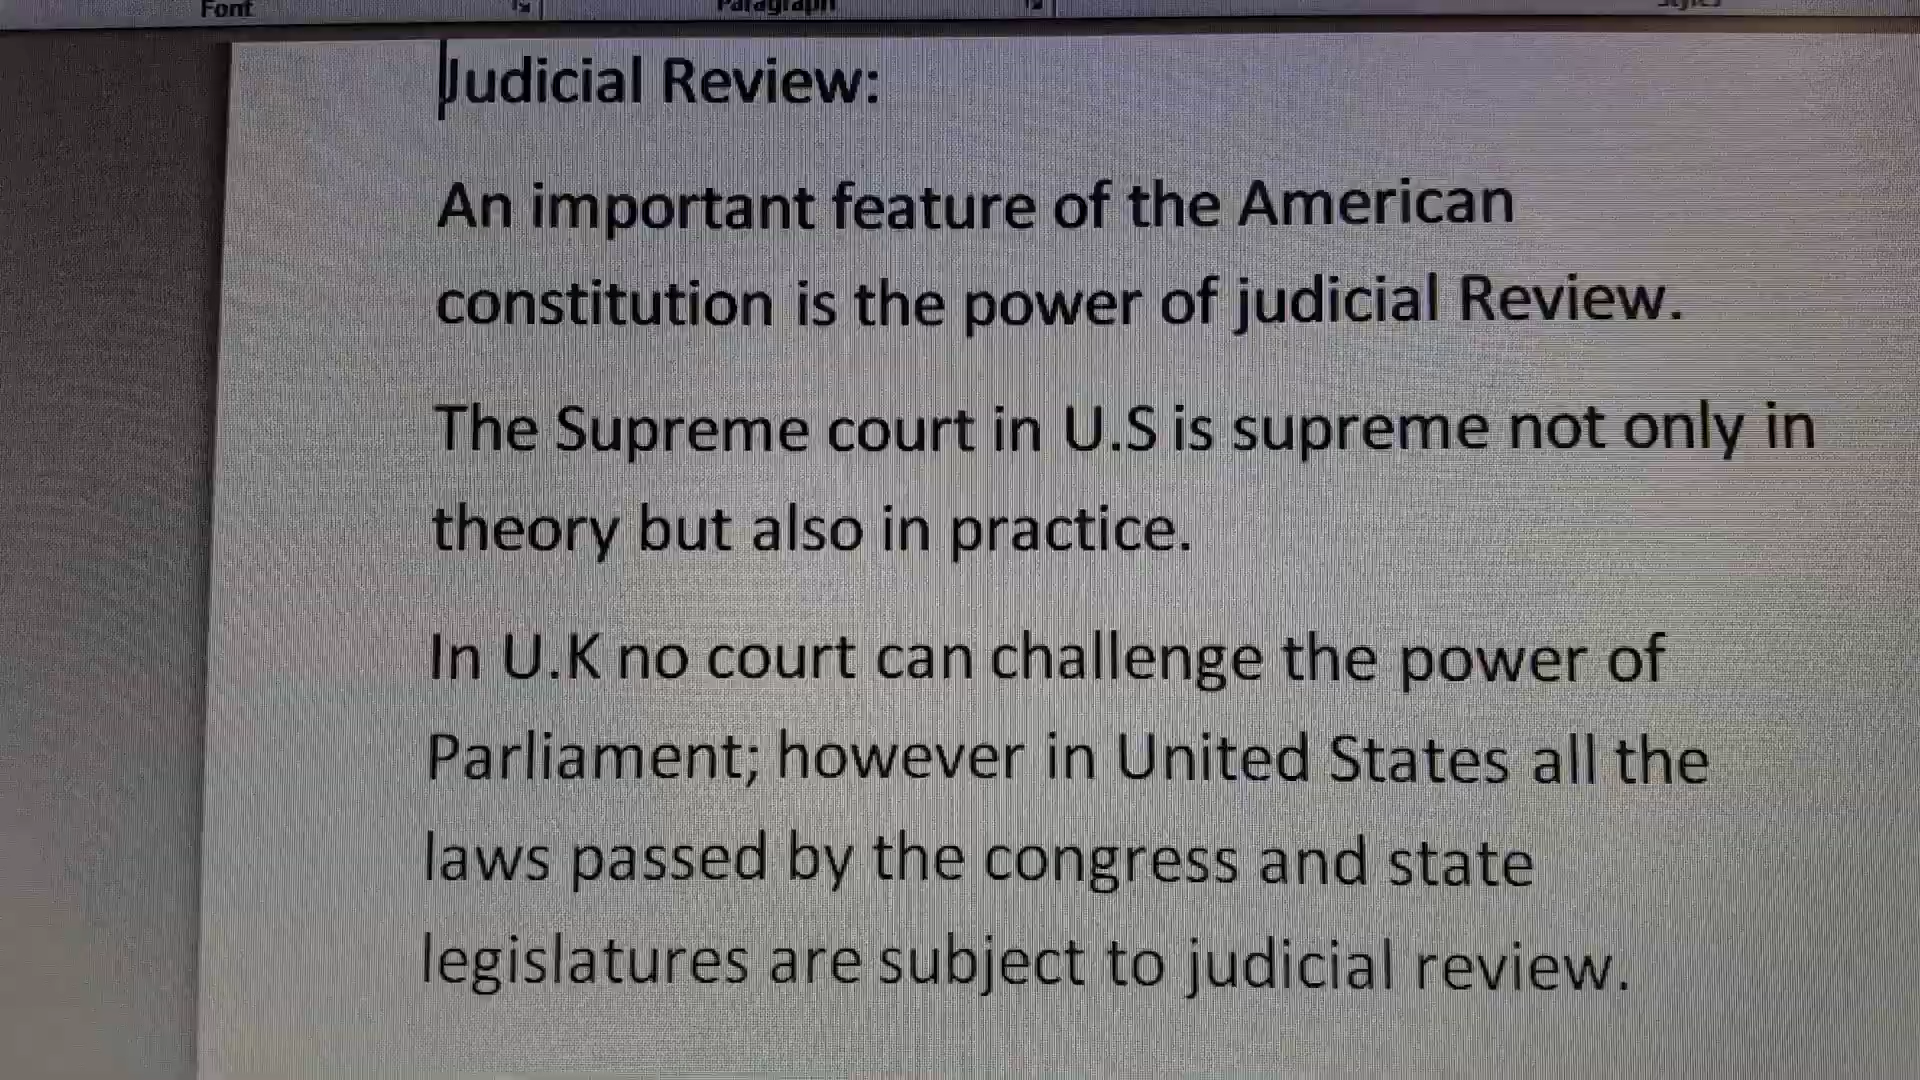 Font Paragraph Styles
Judicial Review:
An important feature of the American
constitution is the power of judicial Review.
The Supreme court in U.S is supreme not only in
theory but also in practice.
In U.K no court can challenge the power of
Parliament; however in United States all the
laws passed by the congress and state
legislatures are subject to judicial review.